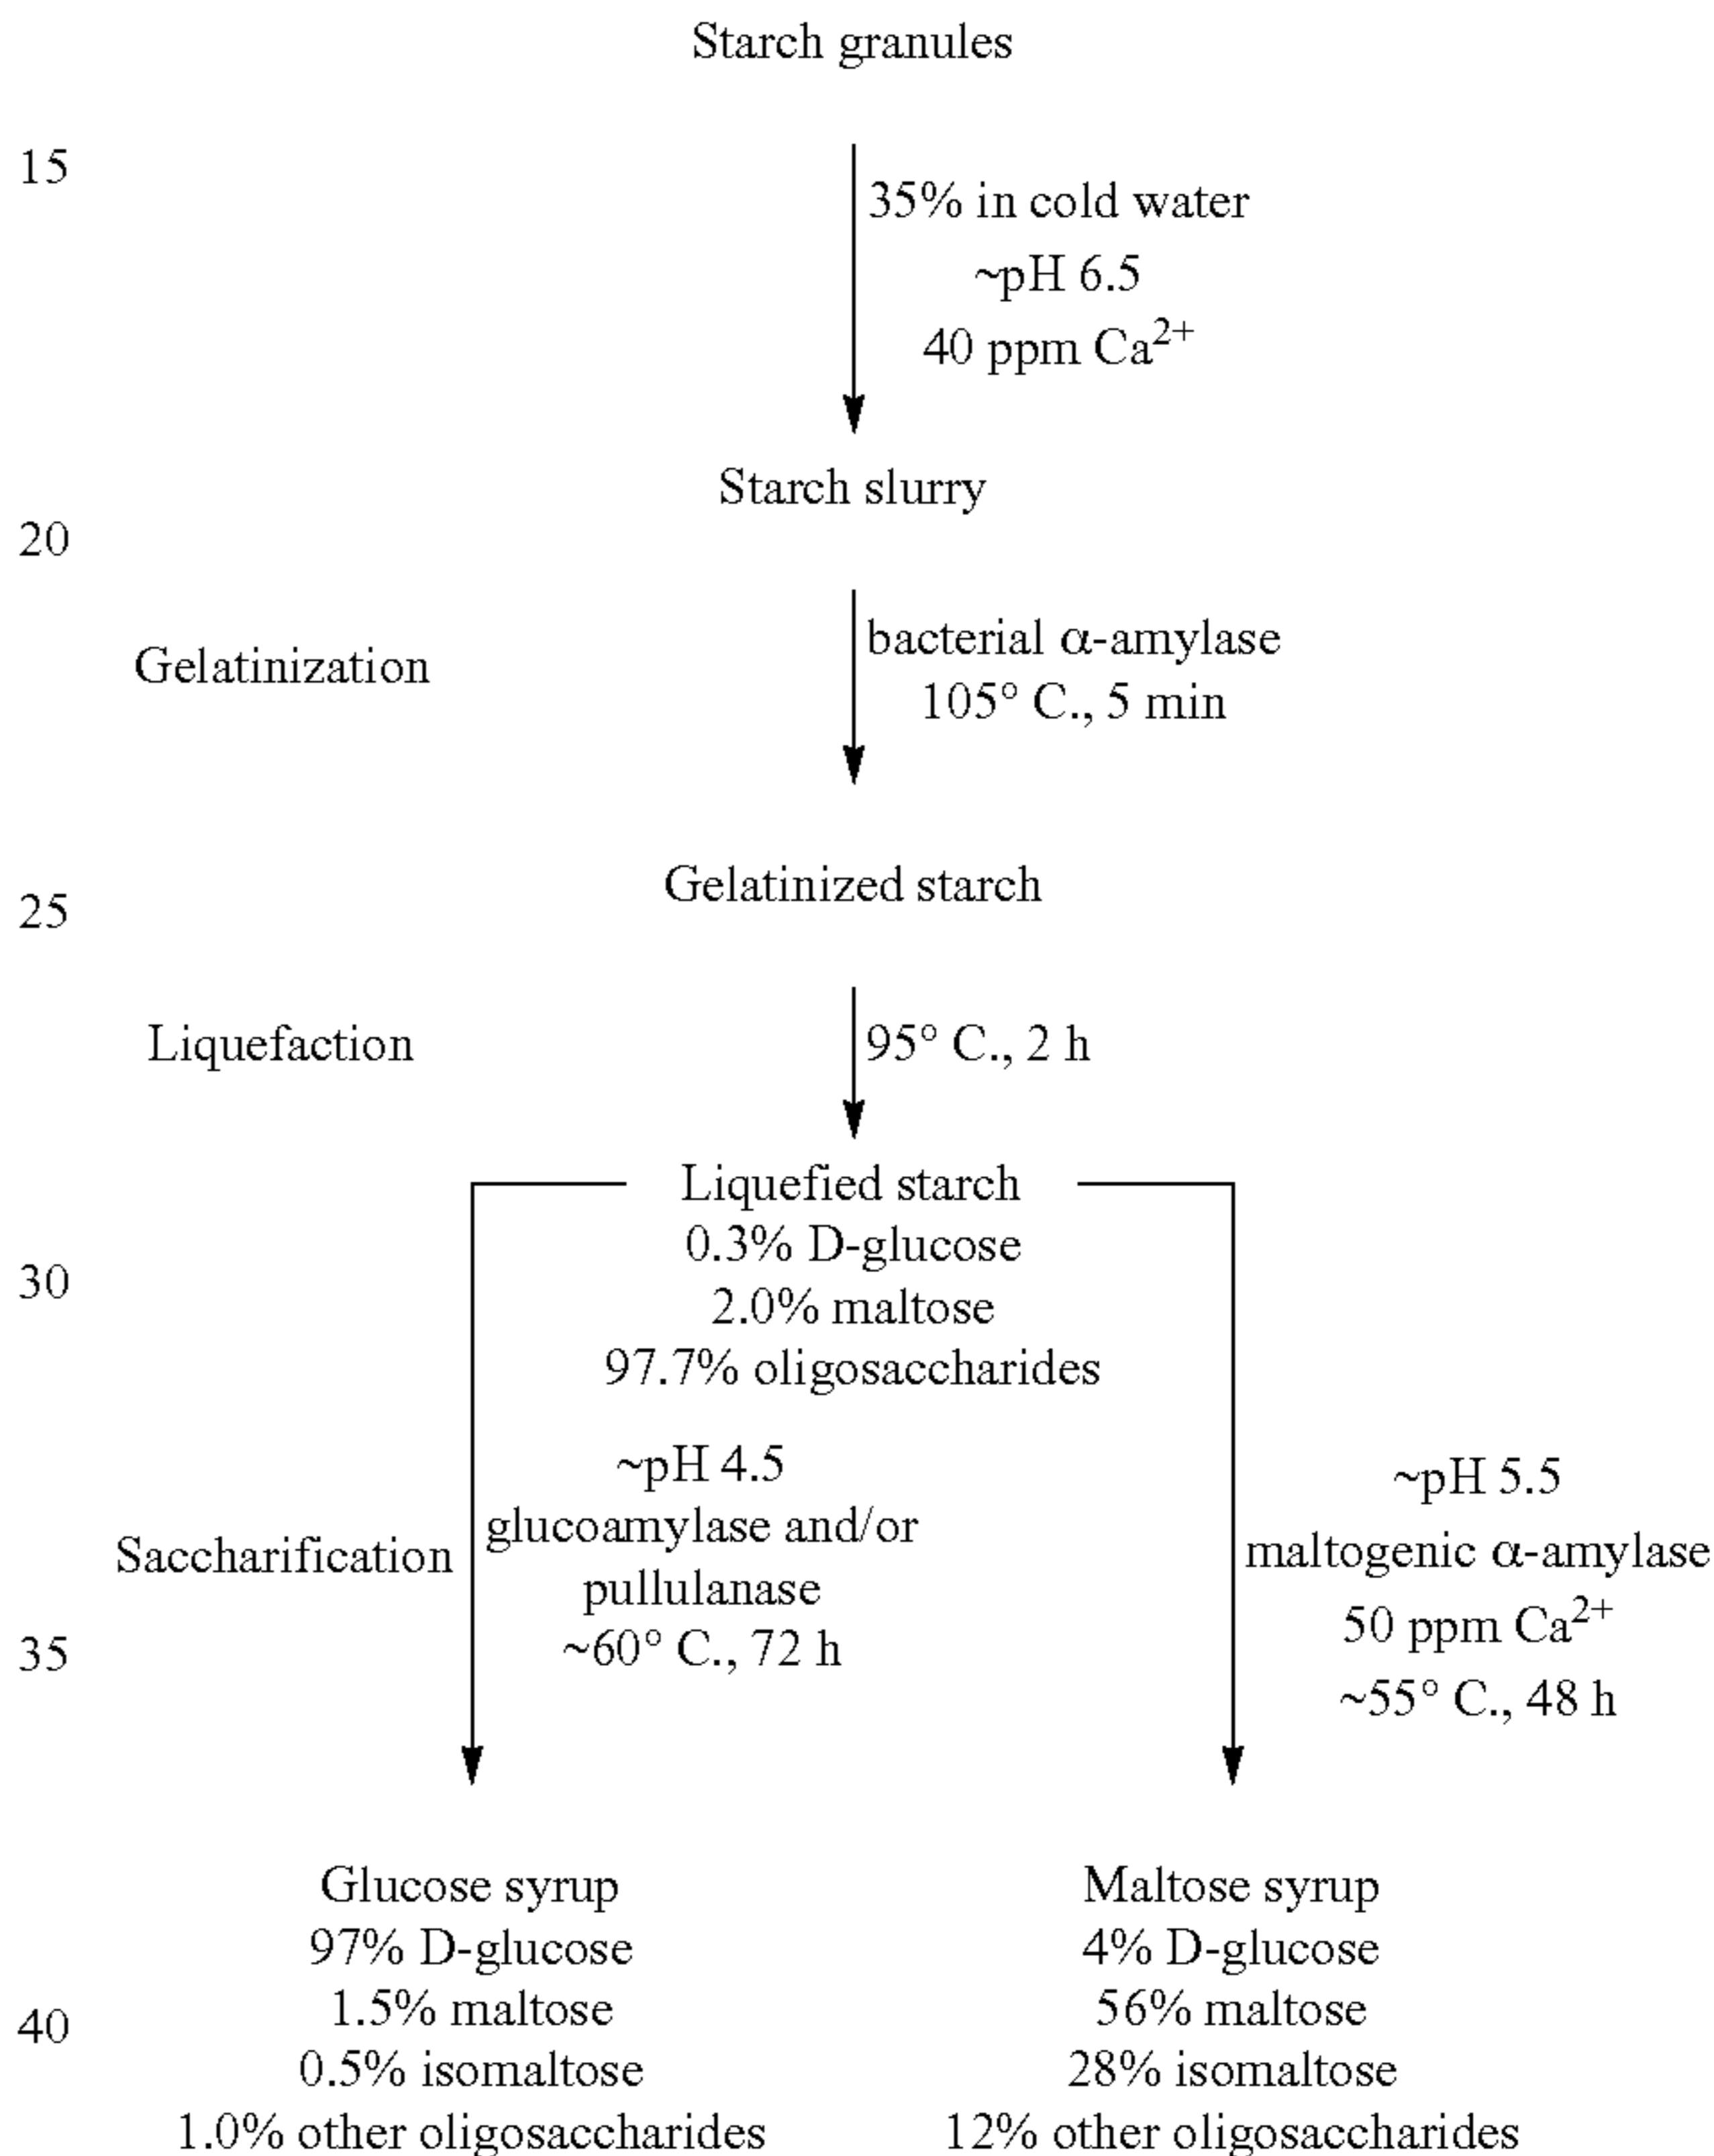 Starch granules
15
35% in cold water
~pH 6.5
40 ppm Ca²⁺
Starch slurry
20
Gelatinization
bacterial α-amylase
105° C., 5 min
Gelatinized starch
25
Liquefaction
95° C., 2 h
Liquefied starch
0.3% D-glucose
30
2.0% maltose
97.7% oligosaccharides
Saccharification
~pH 4.5
glucoamylase and/or
pullulanase
~60° C., 72 h
~pH 5.5
maltogenic α-amylase
50 ppm Ca²⁺
~55° C., 48 h
35
Glucose syrup
97% D-glucose
1.5% maltose
0.5% isomaltose
1.0% other oligosaccharides
Maltose syrup
4% D-glucose
56% maltose
28% isomaltose
12% other oligosaccharides
40